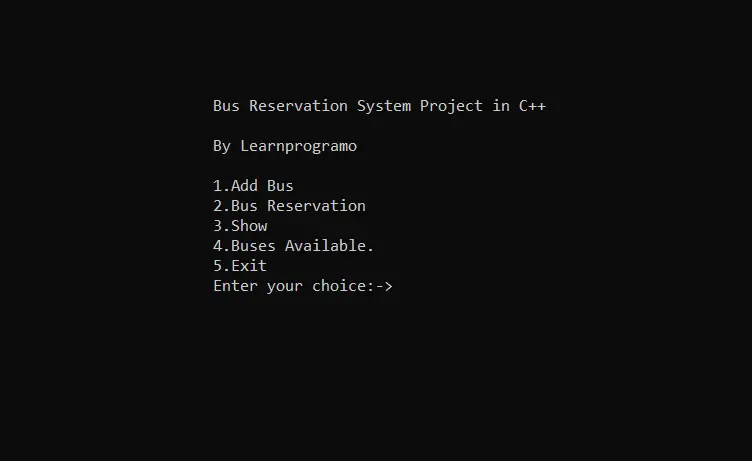 Bus Reservation System Project in C++
By Learnprogramo
1.Add Bus
2.Bus Reservation
3.Show
4.Buses Available.
5.Exit
Enter your choice:->